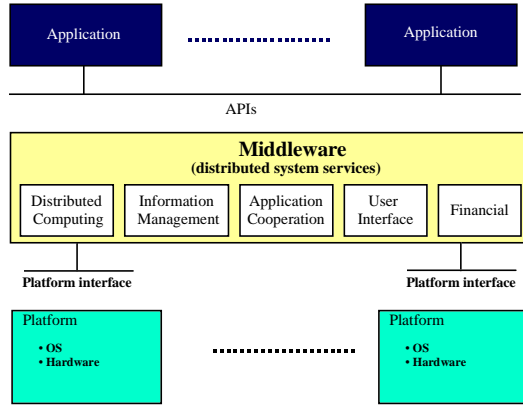 Application
Application
APIs
Middleware
(distributed system services)
Distributed
Computing
Information
Management
Application
Cooperation
User
Interface
Financial
Platform interface
Platform interface
Platform
• OS
• Hardware
Platform
• OS
• Hardware